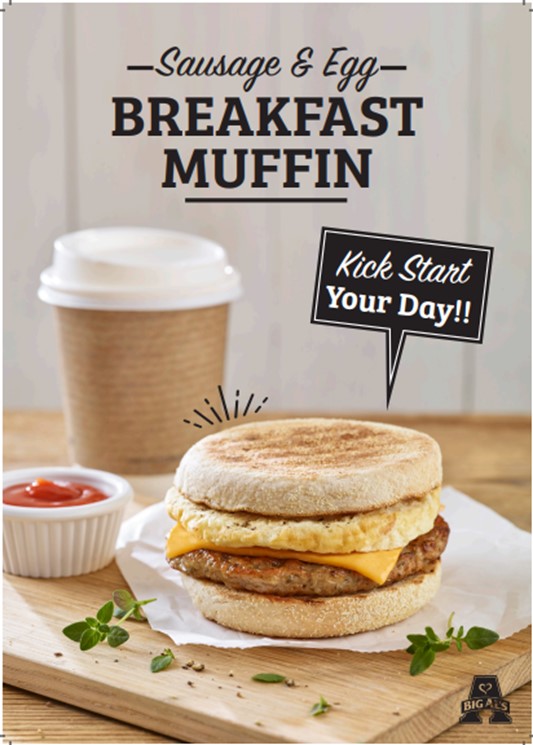 Sausage & Egg
BREAKFAST
MUFFIN
Kick Start
Your Day!!
BIG AL'S